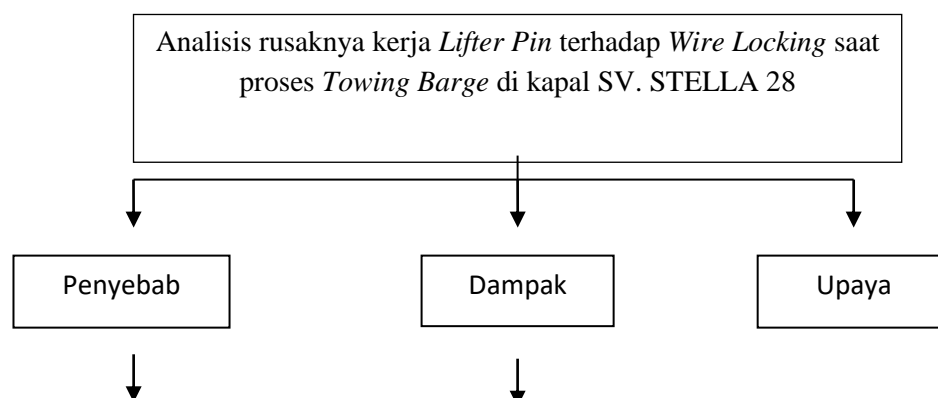 Analisis rusaknya kerja Lifter Pin terhadap Wire Locking saat
proses Towing Barge di kapal SV. STELLA 28
Penyebab
Dampak
Upaya